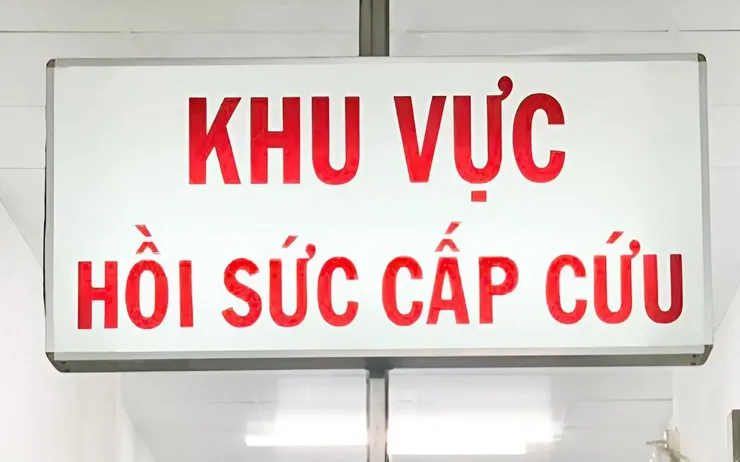 KHU VỰC
HỒI SỨC CẤP CỨU